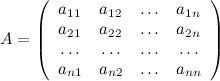 A = ( a11 a12 … a1n
a21 a22 … a2n
… … … …
an1 an2 … ann )